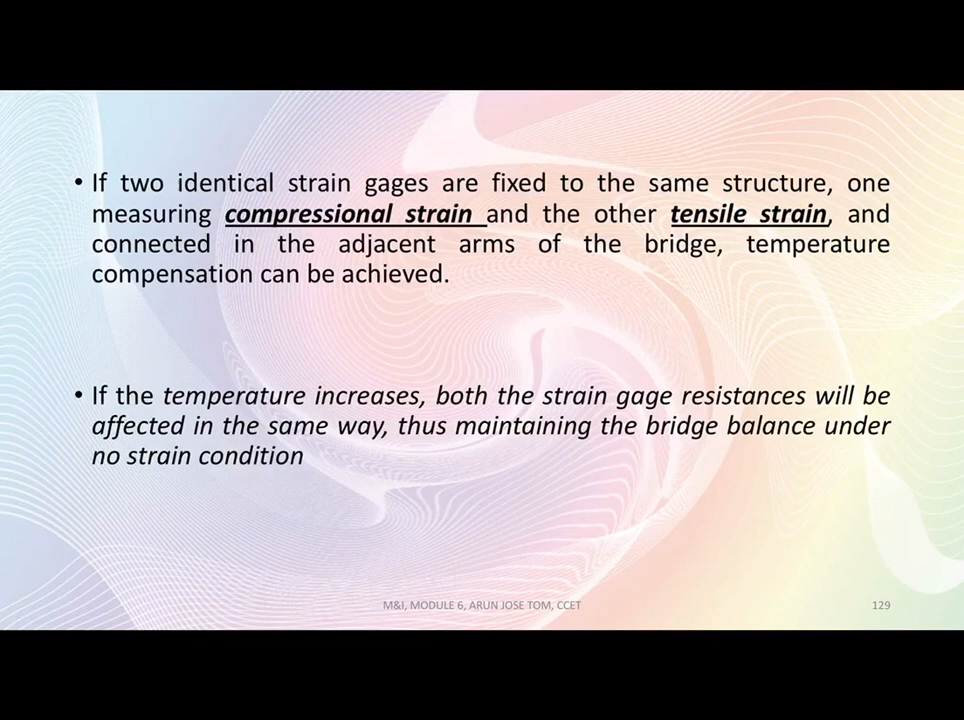 • If two identical strain gages are fixed to the same structure, one
measuring compressional strain and the other tensile strain, and
connected in the adjacent arms of the bridge, temperature
compensation can be achieved.
• If the temperature increases, both the strain gage resistances will be
affected in the same way, thus maintaining the bridge balance under
no strain condition
M&I, MODULE 6, ARUN JOSE TOM, CCET
129